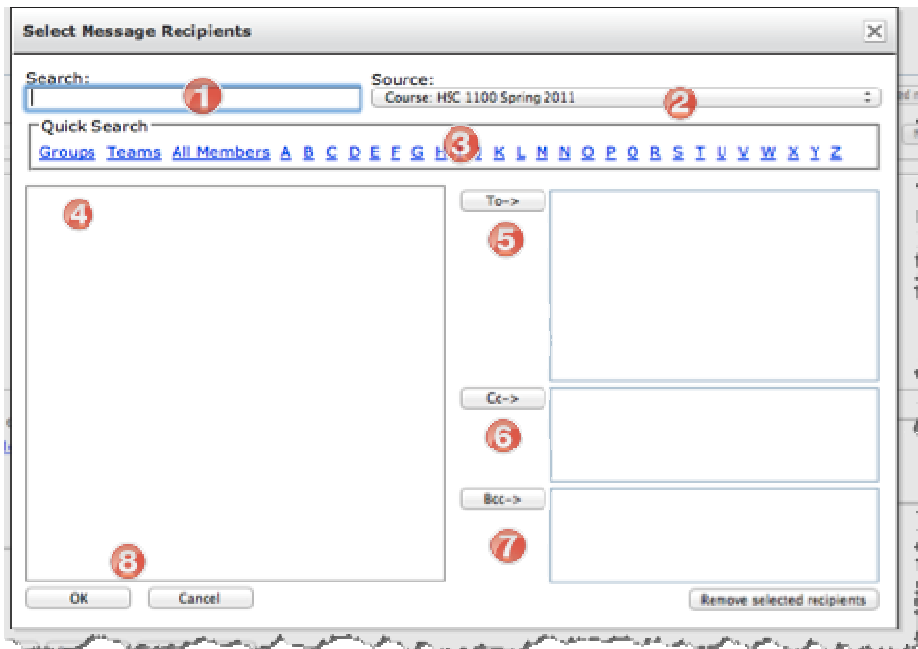 Select Message Recipients
Search:
Source:
1
Course: HSC 1100 Spring 2011
2
Quick Search
3
Groups Teams All Members A B C D E F G H K L M N O P Q R S T U V W X Y Z
4
To->
5
Cc->
6
Bcc->
7
8
OK Cancel
Remove selected recipients